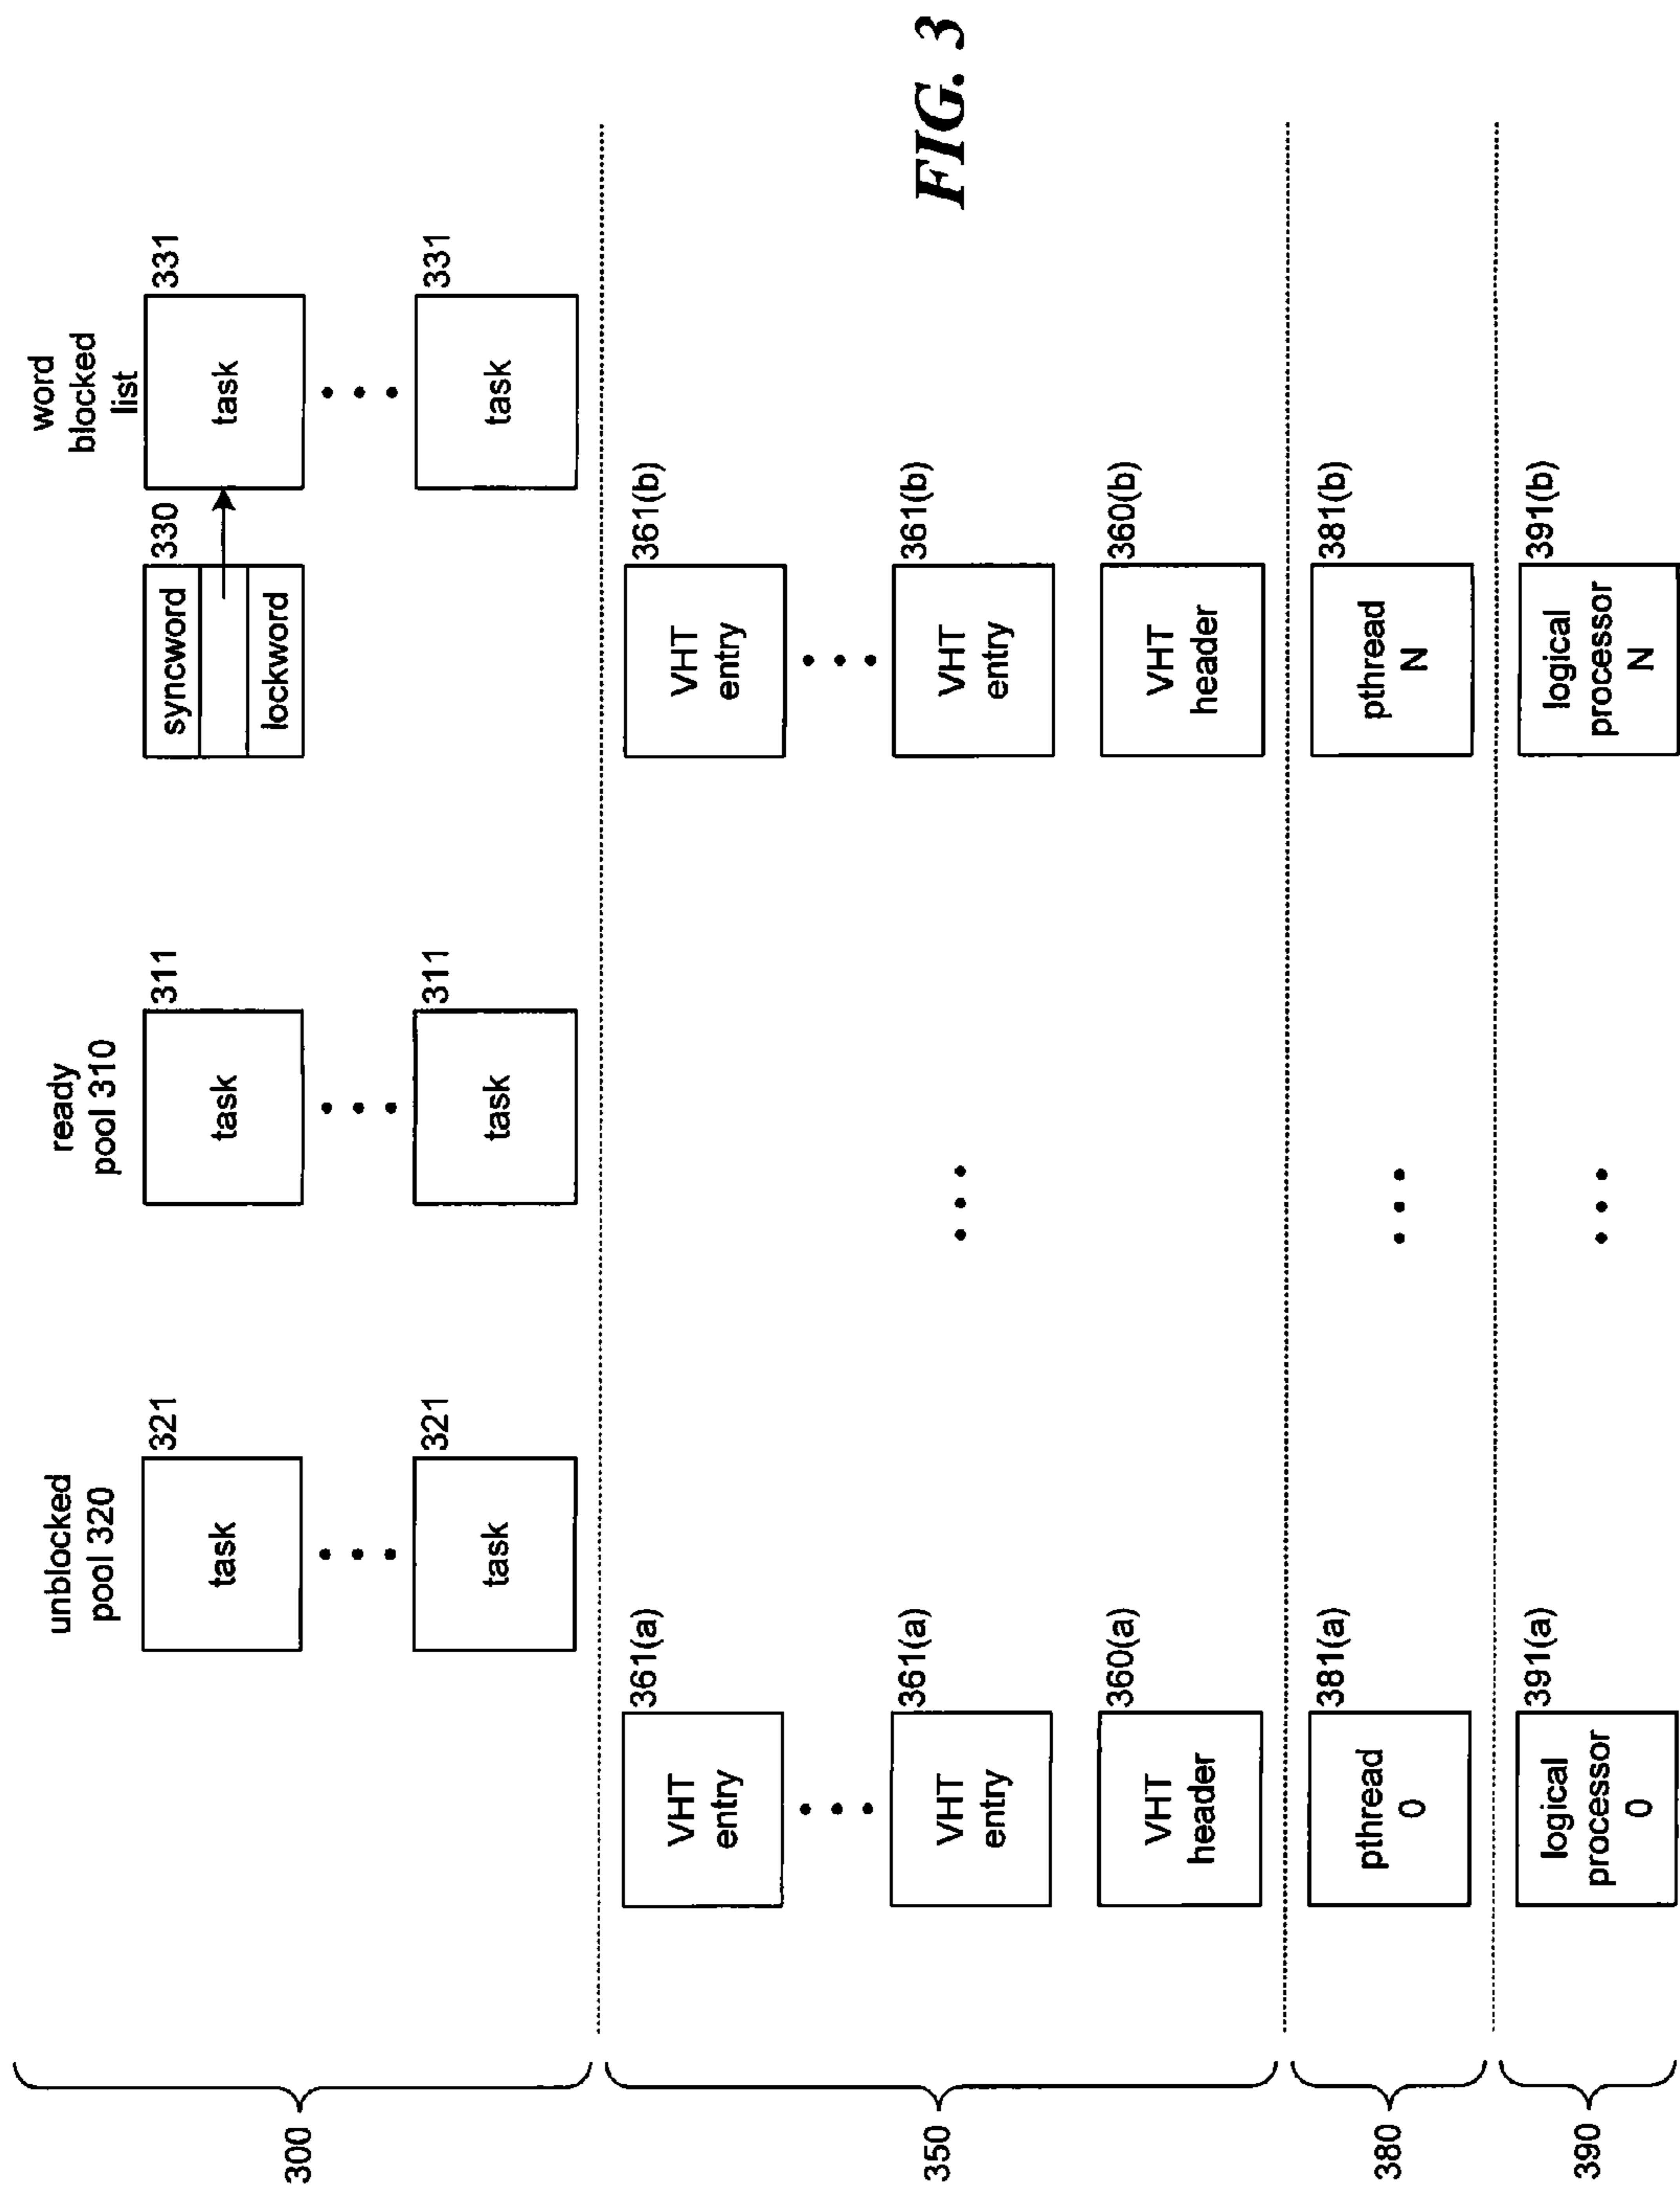 unblocked
pool 320
ready
pool 310
word
blocked
list
task
321
task
311
syncword
330
lockword
task
331
task
321
task
311
task
331
300
VHT
entry
361(a)
VHT
entry
361(b)
VHT
entry
361(a)
VHT
entry
361(b)
VHT
header
360(a)
VHT
header
360(b)
350
pthread
0
381(a)
pthread
N
381(b)
380
logical
processor
0
391(a)
logical
processor
N
391(b)
390
FIG. 3